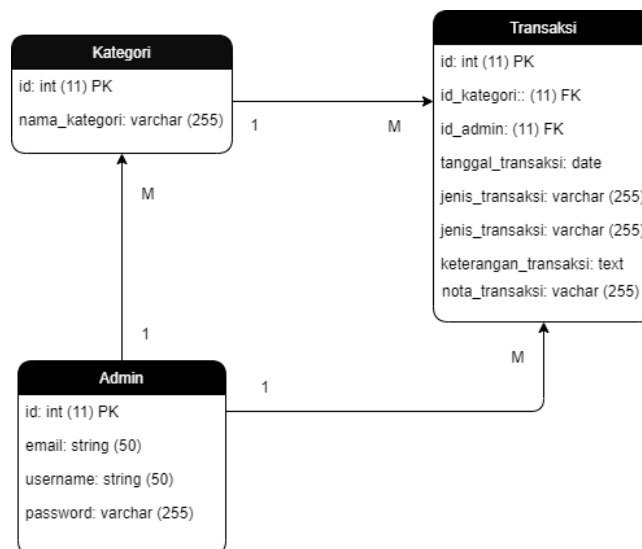 Kategori
id: int (11) PK
nama_kategori: varchar (255)
Transaksi
id: int (11) PK
id_kategori:: (11) FK
id_admin: (11) FK
tanggal_transaksi: date
jenis_transaksi: varchar (255)
jenis_transaksi: varchar (255)
keterangan_transaksi: text
nota_transaksi: vachar (255)
1
M
M
1
Admin
id: int (11) PK
email: string (50)
username: string (50)
password: varchar (255)
1
M